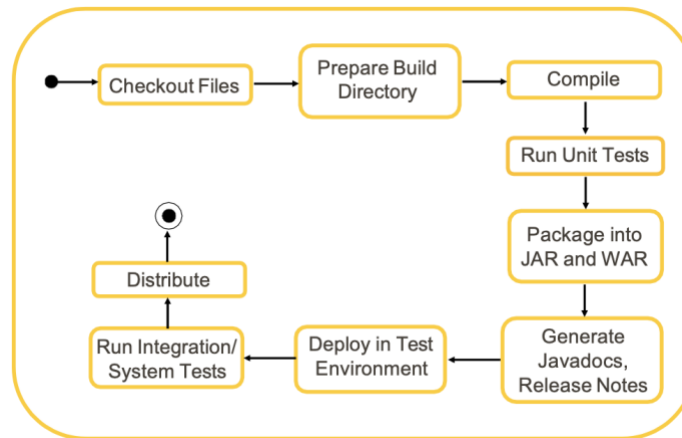 Checkout Files
Prepare Build
Directory
Compile
Run Unit Tests
Package into
JAR and WAR
Generate
Javadocs,
Release Notes
Deploy in Test
Environment
Run Integration/
System Tests
Distribute